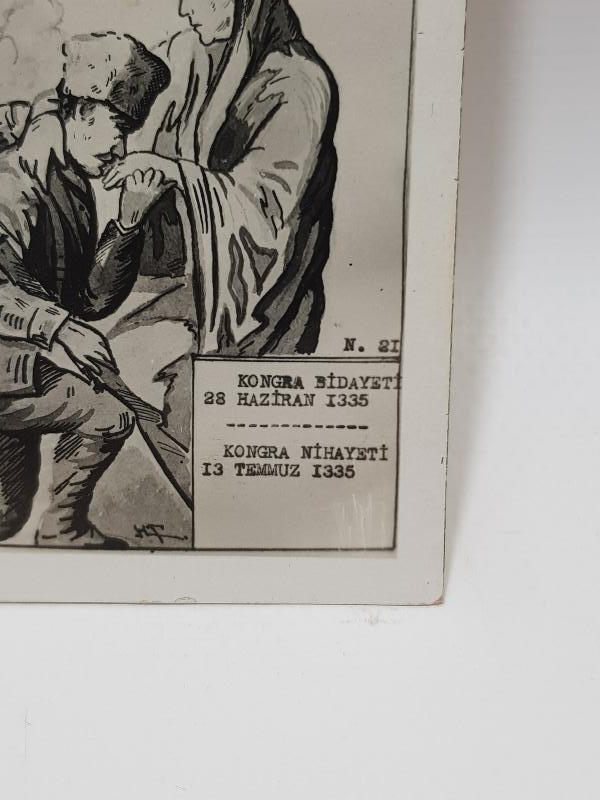 N. 21
KONGRA BİDAYETİ
28 HAZİRAN 1335
KONGRA NİHAYETİ
13 TEMMUZ 1335